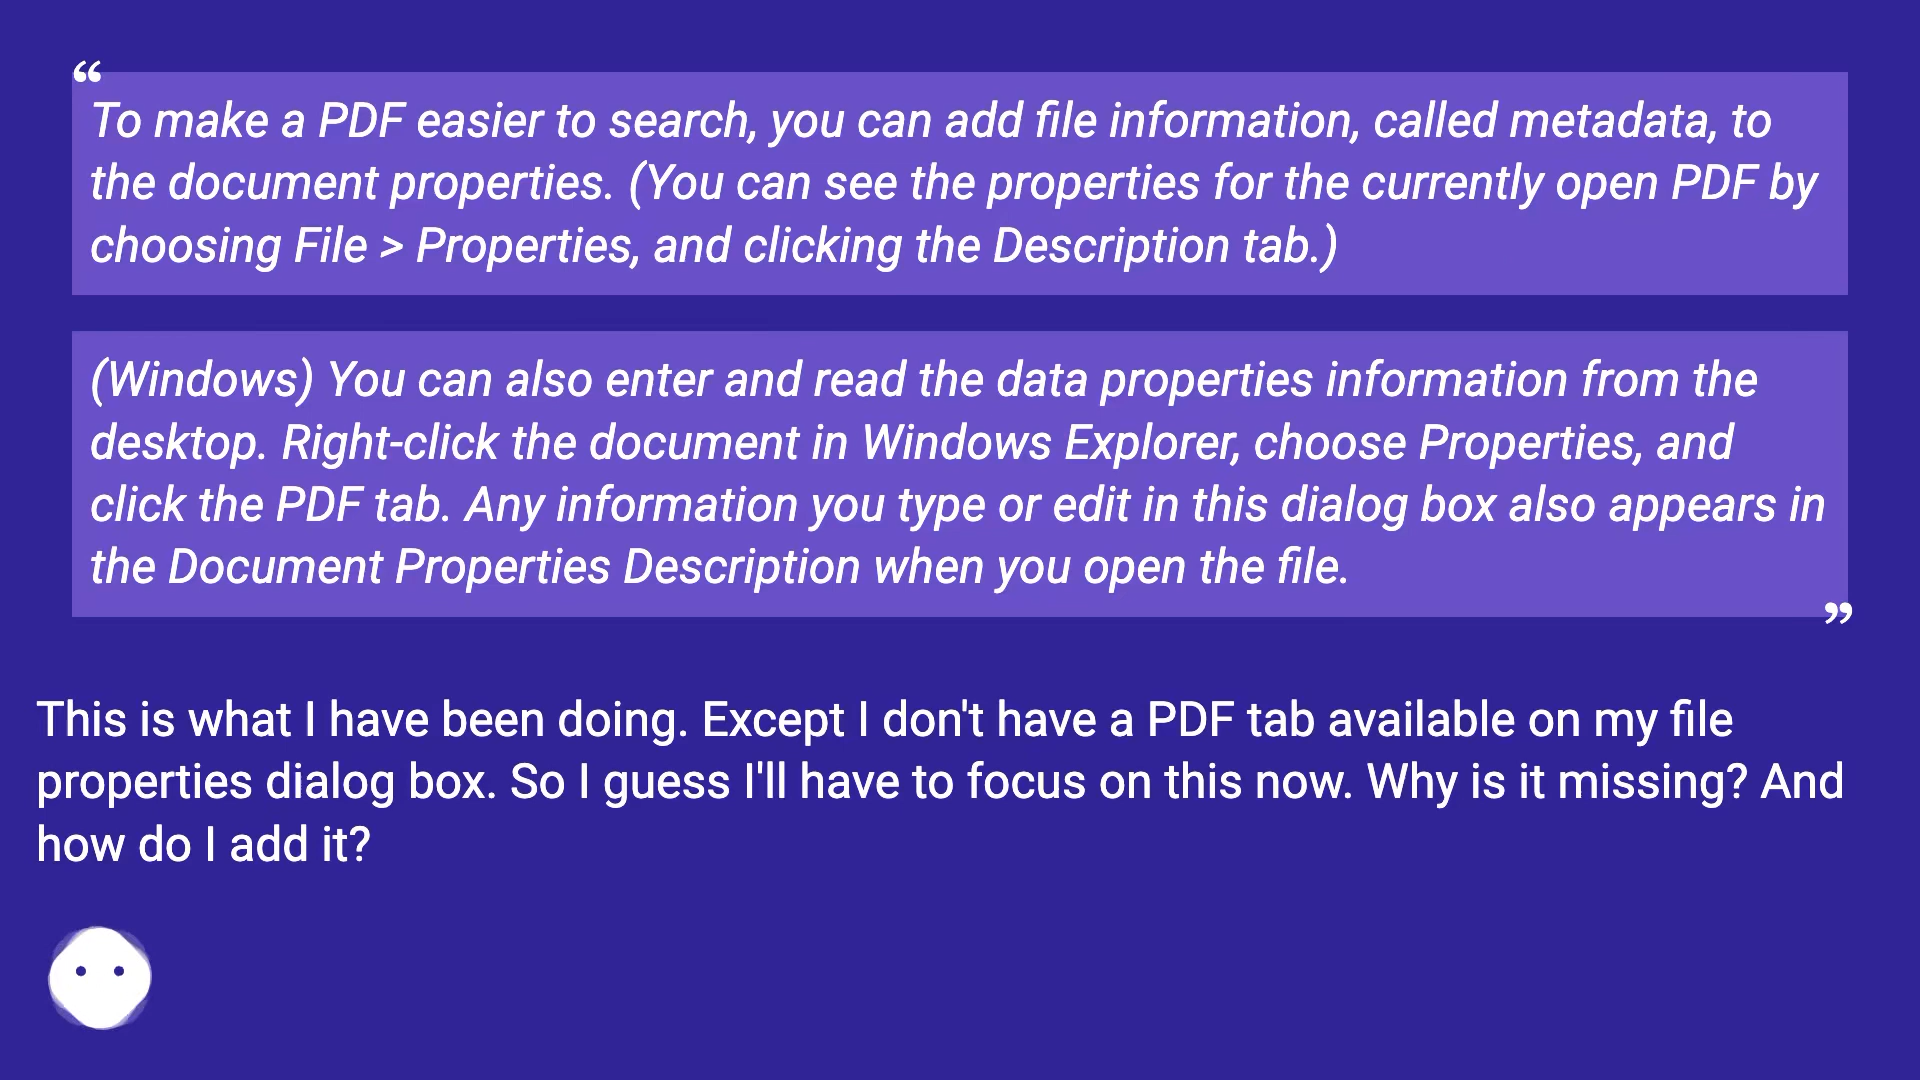 “
To make a PDF easier to search, you can add file information, called metadata, to
the document properties. (You can see the properties for the currently open PDF by
choosing File > Properties, and clicking the Description tab.)
(Windows) You can also enter and read the data properties information from the
desktop. Right-click the document in Windows Explorer, choose Properties, and
click the PDF tab. Any information you type or edit in this dialog box also appears in
the Document Properties Description when you open the file.
”
This is what I have been doing. Except I don't have a PDF tab available on my file
properties dialog box. So I guess I'll have to focus on this now. Why is it missing? And
how do I add it?